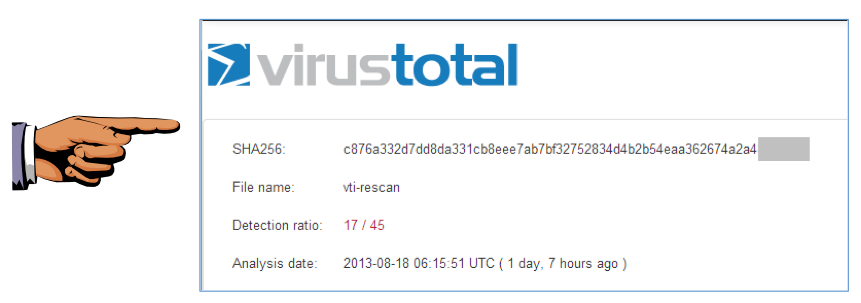 virustotal
SHA256: c876a332d7dd8da331cb8eee7ab7bf32752834d4b2b54eaa362674a2a4
File name: vti-rescan
Detection ratio: 17 / 45
Analysis date: 2013-08-18 06:15:51 UTC ( 1 day, 7 hours ago )